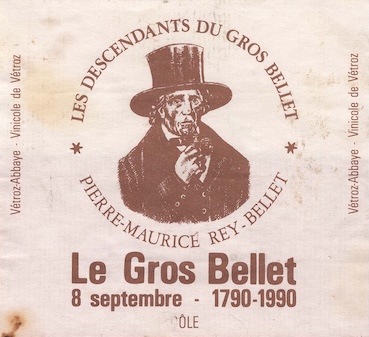 LES DESCENDANTS DU GROS BELLET
* *
PIERRE-MAURICE REY-BELLET
Vétroz-Abbaye - Vinicole de Vétroz
Vétroz-Abbaye - Vinicole de Vétroz
Le Gros Bellet
8 septembre - 1790-1990
ÔLE